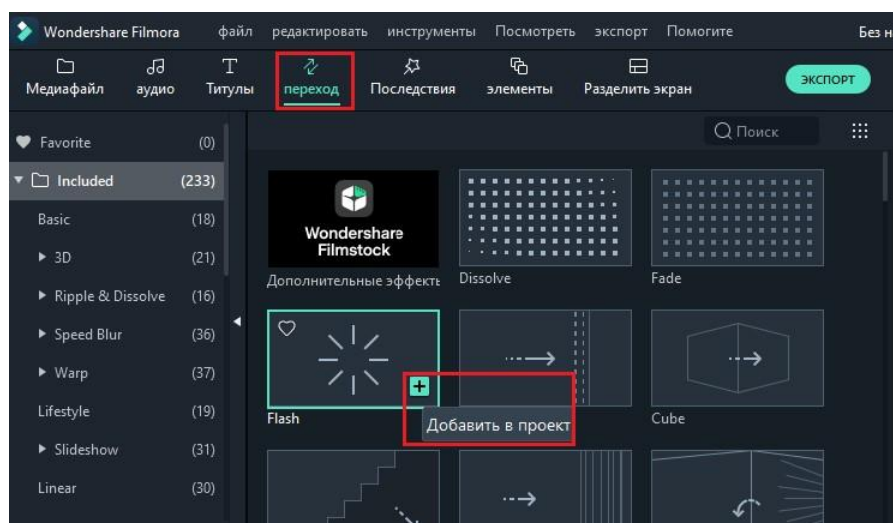 Wondershare Filmora файл редактировать инструменты Посмотреть экспорт Помогите Без н
Медиафайл аудио Титулы переход Последствия элементы Разделить экран экспорт
Favorite (0)
Поиск
Included (233)
Basic (18)
3D (21)
Ripple & Dissolve (16)
Speed Blur (36)
Warp (37)
Lifestyle (19)
Slideshow (31)
Linear (30)
Wondershare
Filmstock
Дополнительные эффекть Dissolve Fade
Flash Cube
Добавить в проект